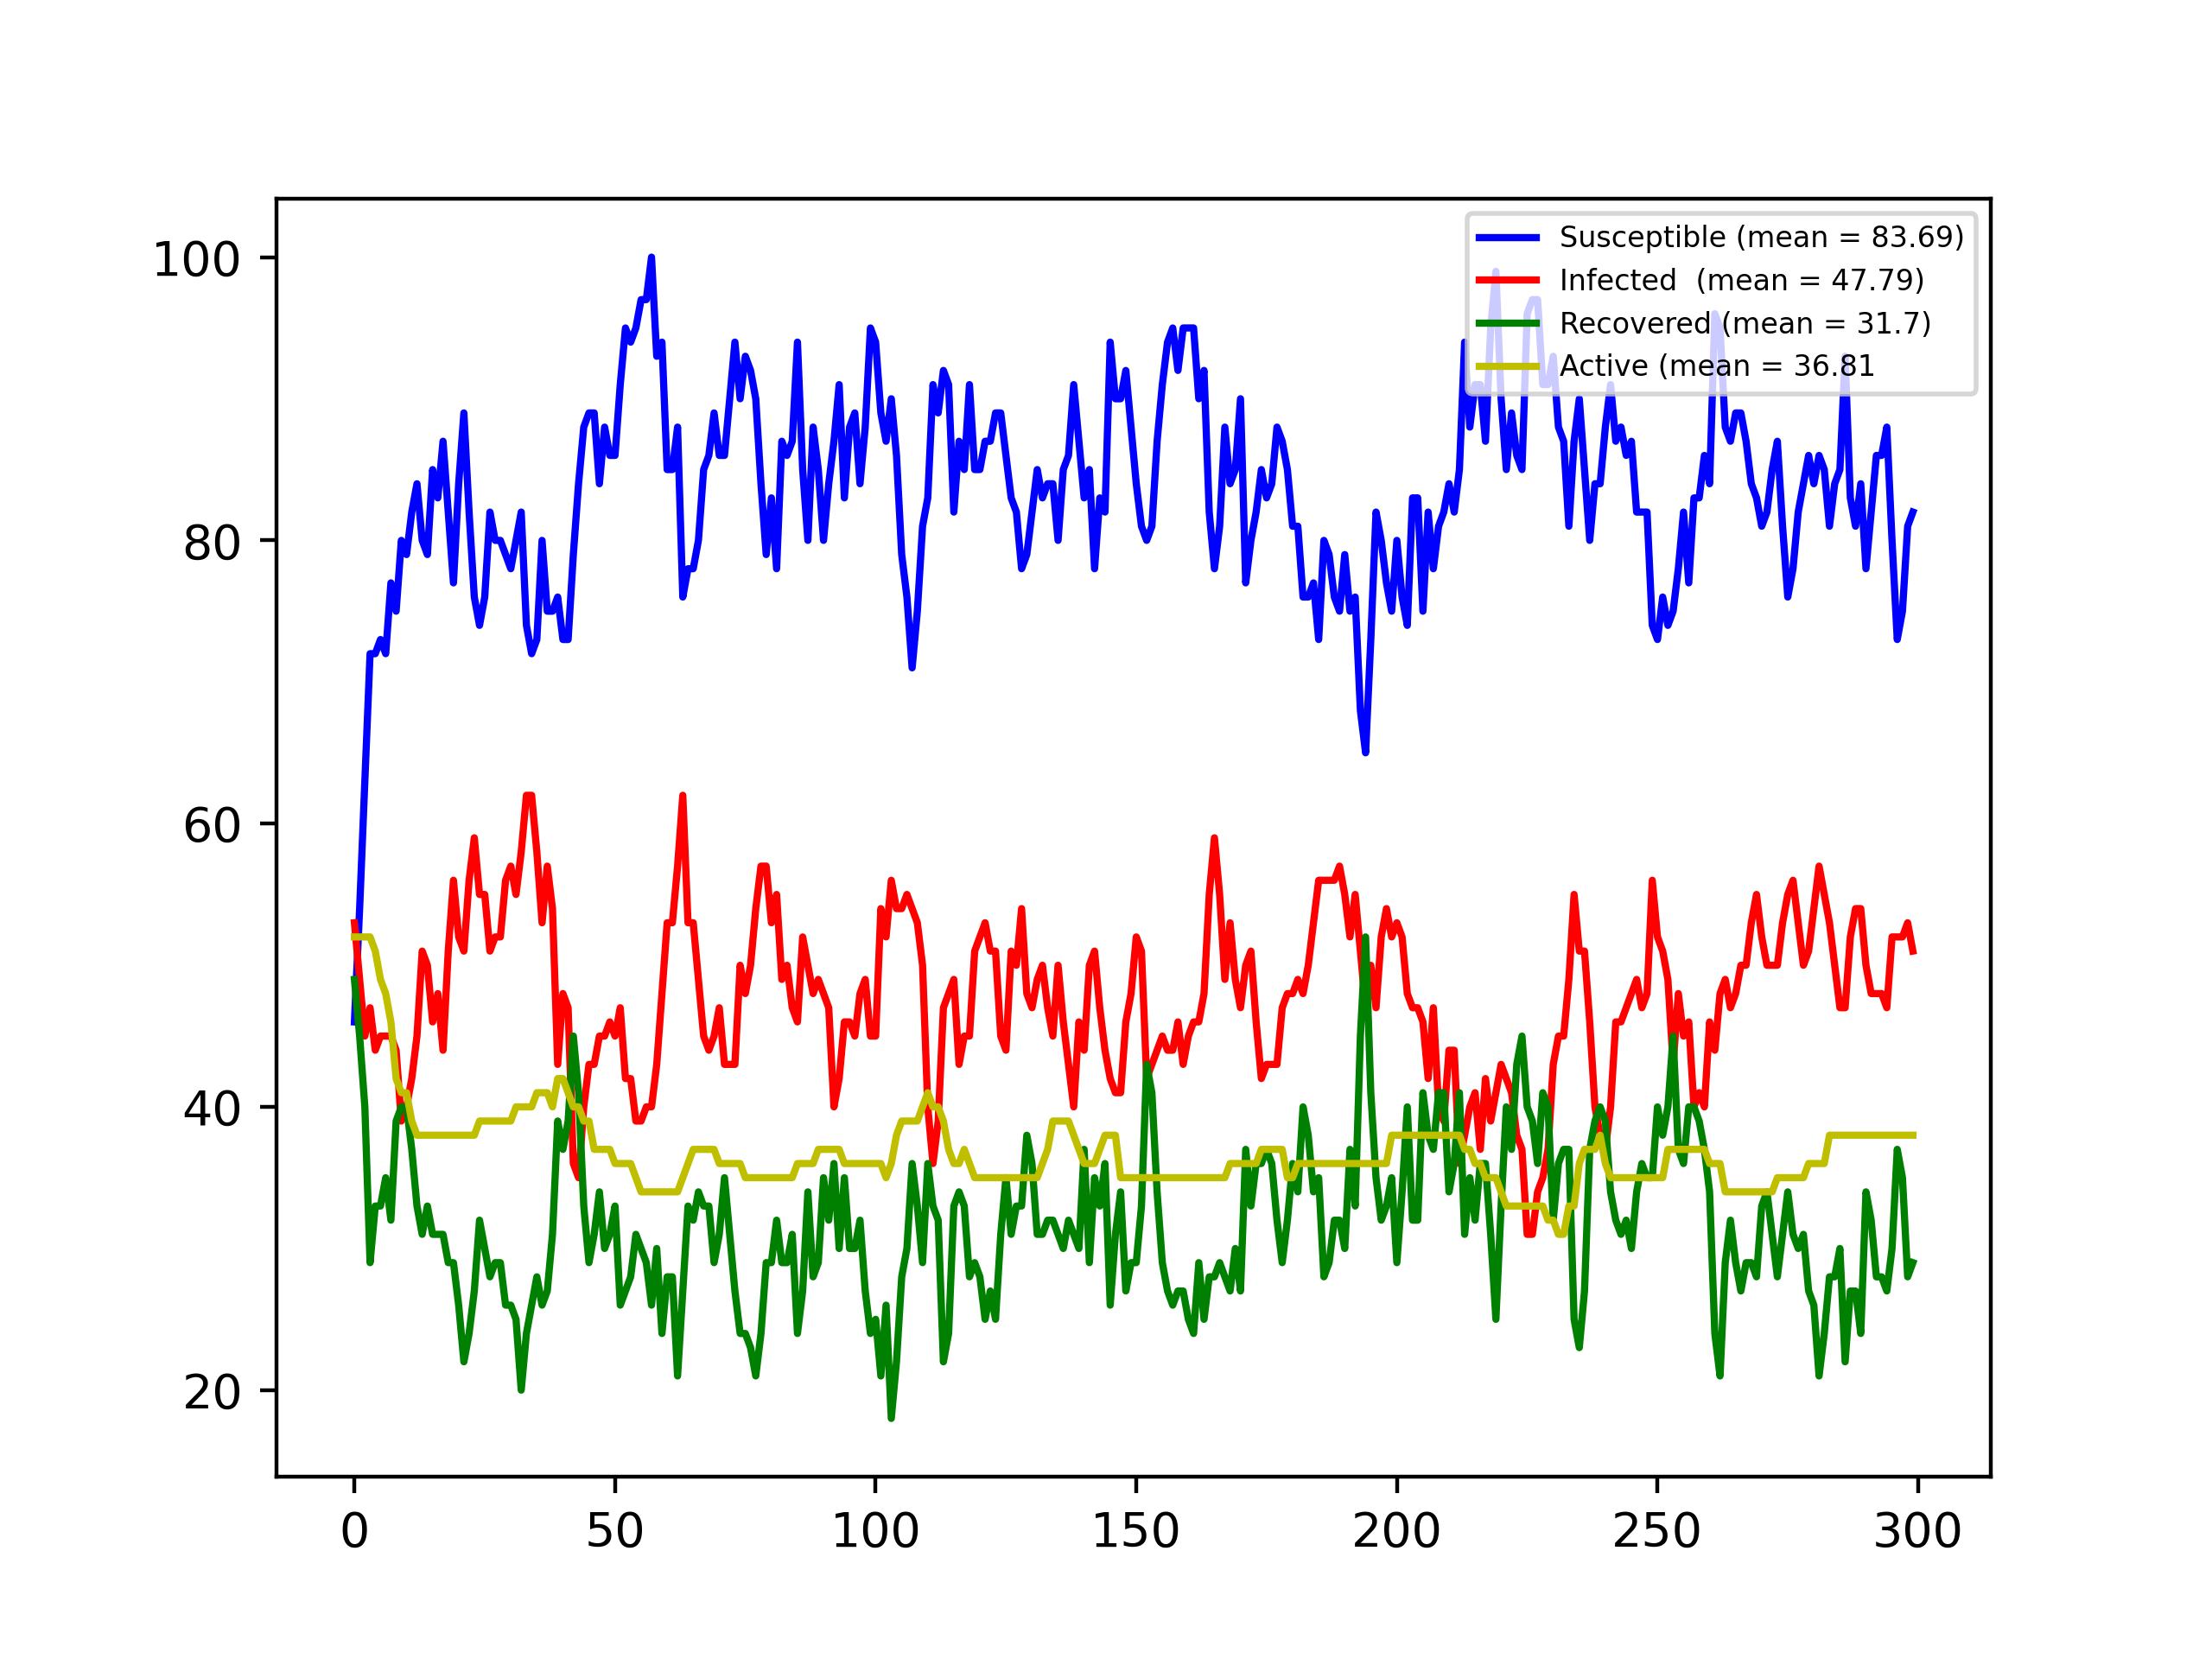 Susceptible (mean = 83.69)
Infected  (mean = 47.79)
Recovered (mean = 31.7)
Active (mean = 36.81
100
80
60
40
20
0 50 100 150 200 250 300